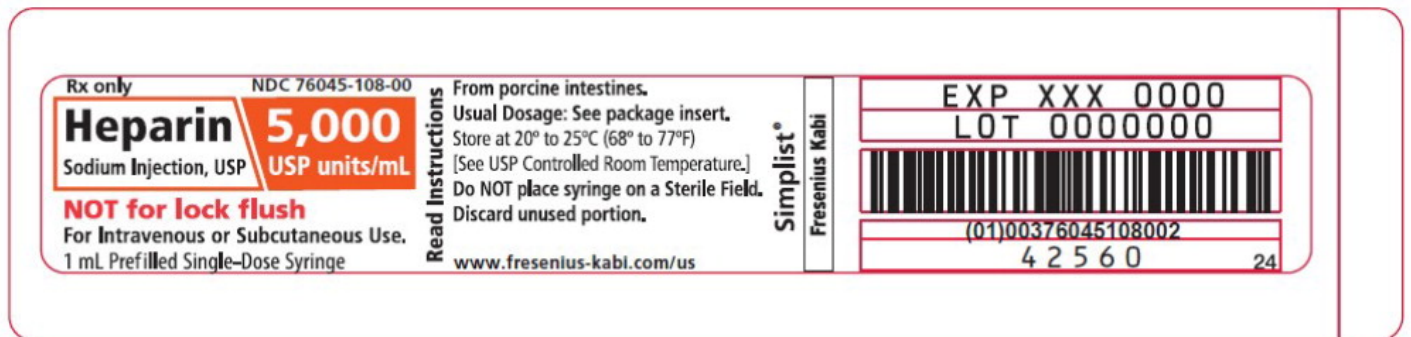 Rx only NDC 76045-108-00
Heparin 5,000
Sodium Injection, USP USP units/mL
NOT for lock flush
For Intravenous or Subcutaneous Use.
1 mL Prefilled Single-Dose Syringe
Read Instructions
From porcine intestines.
Usual Dosage: See package insert.
Store at 20° to 25°C (68° to 77°F)
[See USP Controlled Room Temperature.]
Do NOT place syringe on a Sterile Field.
Discard unused portion.
www.fresenius-kabi.com/us
Simplist®
Fresenius Kabi
EXP XXX 0000
LOT 0000000
(01)00376045108002
42560 24